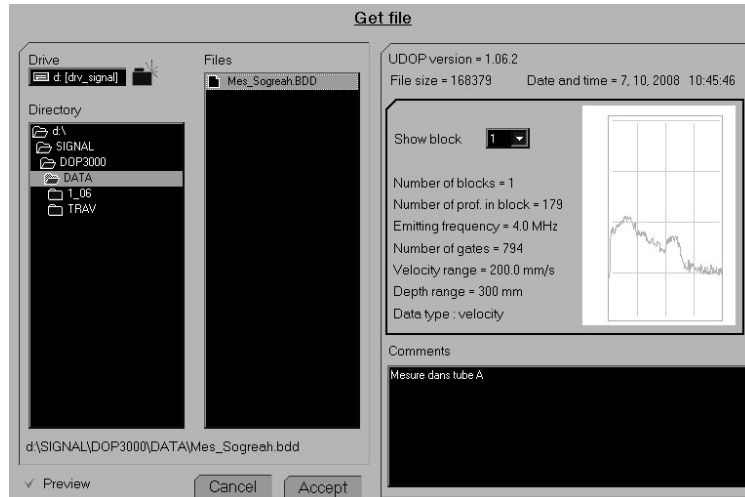 Get file
Drive
d: [drv_signal]
Directory
d:\
SIGNAL
DOP3000
DATA
1_06
TRAV
Files
Mes_Sogreah.BDD
d:\SIGNAL\DOP3000\DATA\Mes_Sogreah.bdd
Preview
Cancel
Accept
UDOP version = 1.06.2
File size = 168379 Date and time = 7, 10, 2008 10:45:46
Show block 1
Number of blocks = 1
Number of prof. in block = 179
Emitting frequency = 4.0 MHz
Number of gates = 794
Velocity range = 200.0 mm/s
Depth range = 300 mm
Data type : velocity
Comments
Mesure dans tube A